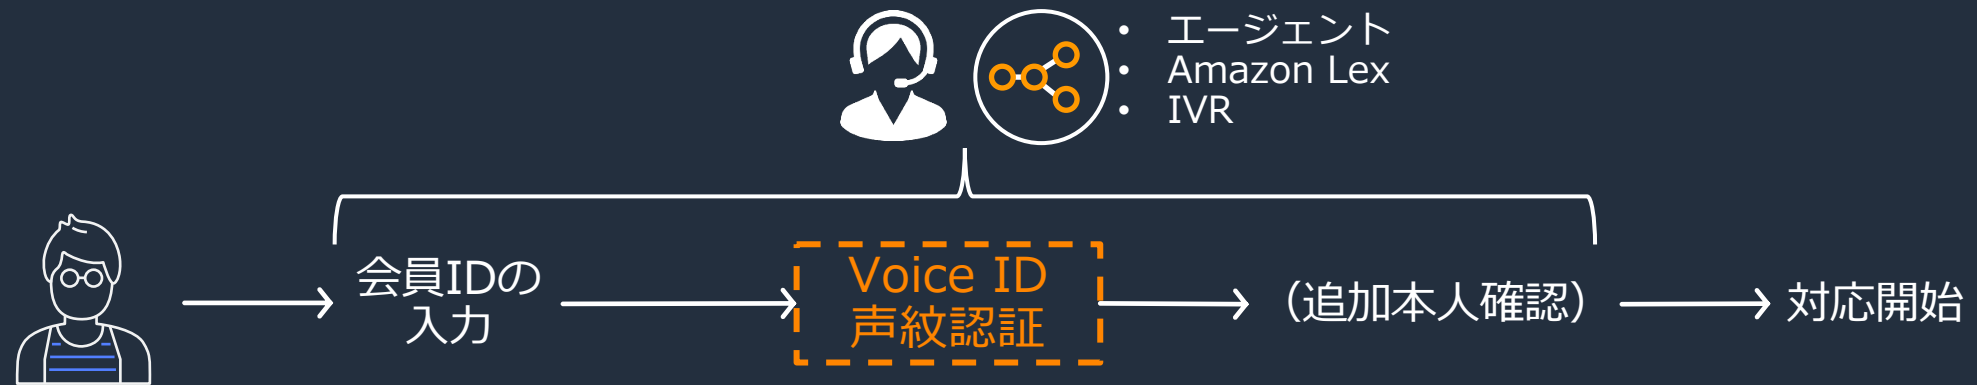 • エージェント
• Amazon Lex
• IVR
会員IDの
入力
Voice ID
声紋認証
（追加本人確認）
対応開始